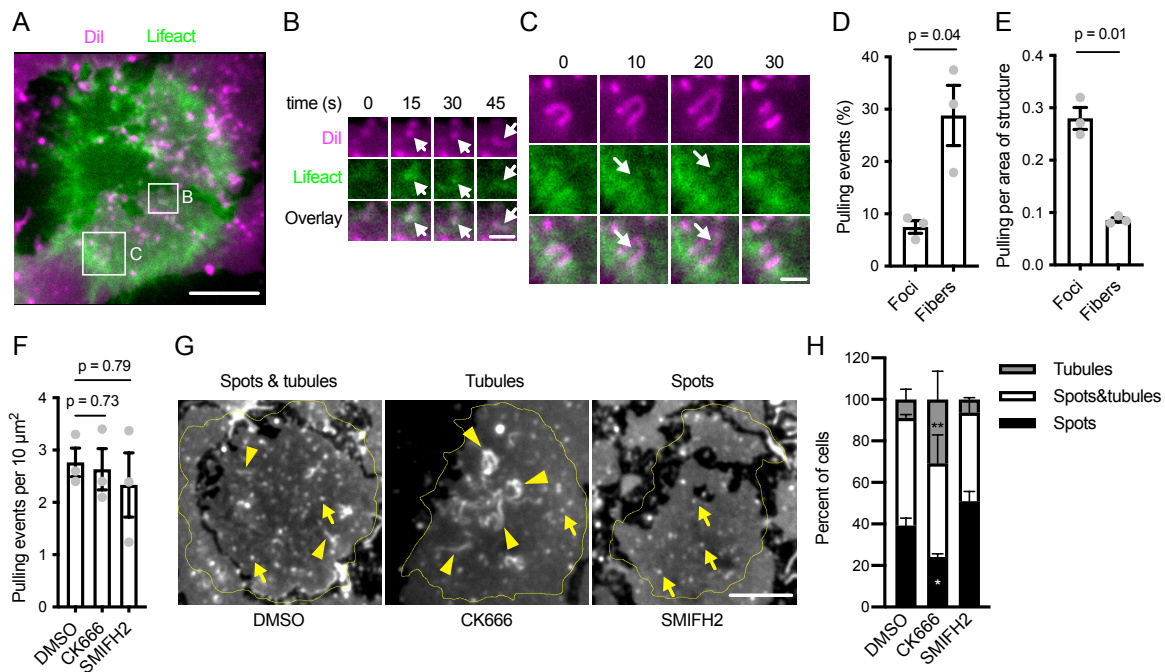 A
DiI Lifeact
B
C
B
time (s) 0 15 30 45
DiI
Lifeact
Overlay
C
0 10 20 30
D
p = 0.04
Pulling events (%)
40
30
20
10
0
Foci
Fibers
E
p = 0.01
Pulling per area of structure
0.4
0.3
0.2
0.1
0.0
Foci
Fibers
F
p = 0.79
p = 0.73
Pulling events per 10 µm²
4
3
2
1
0
DMSO
CK666
SMIFH2
G
Spots & tubules Tubules Spots
DMSO CK666 SMIFH2
H
Percent of cells
120
100
80
60
40
20
0
**
*
DMSO
CK666
SMIFH2
Tubules
Spots&tubules
Spots